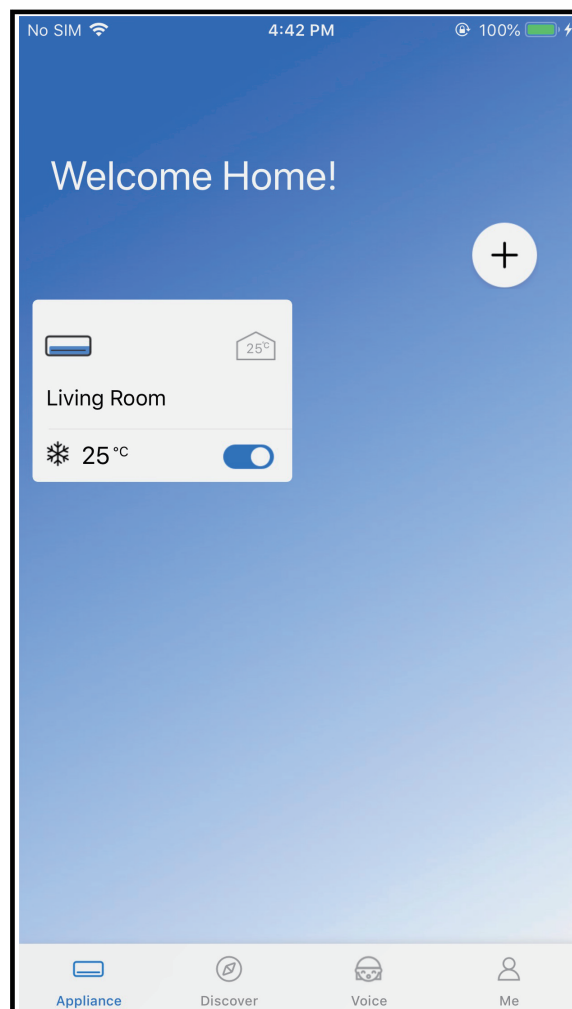 No SIM 4:42 PM 100%
Welcome Home!
+
25℃
Living Room
25℃
Appliance Discover Voice Me